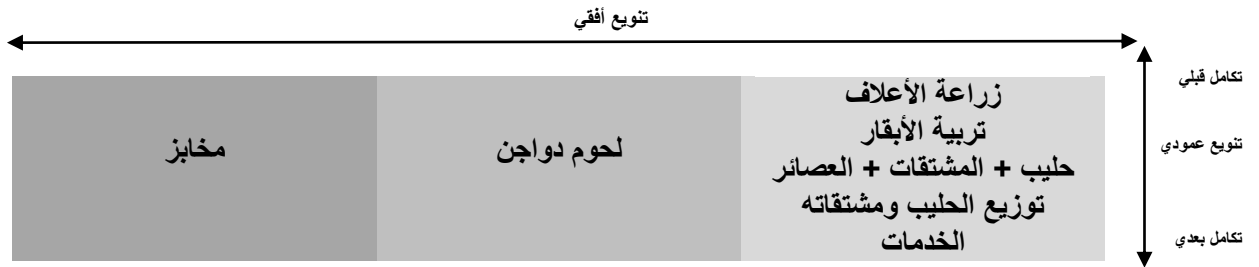 تنويع أفقي
تكامل قبلي
تنويع عمودي
تكامل بعدي
زراعة الأعلاف
تربية الأبقار
حليب + المشتقات + العصائر
توزيع الحليب ومشتقاته
الخدمات
لحوم دواجن
مخابز